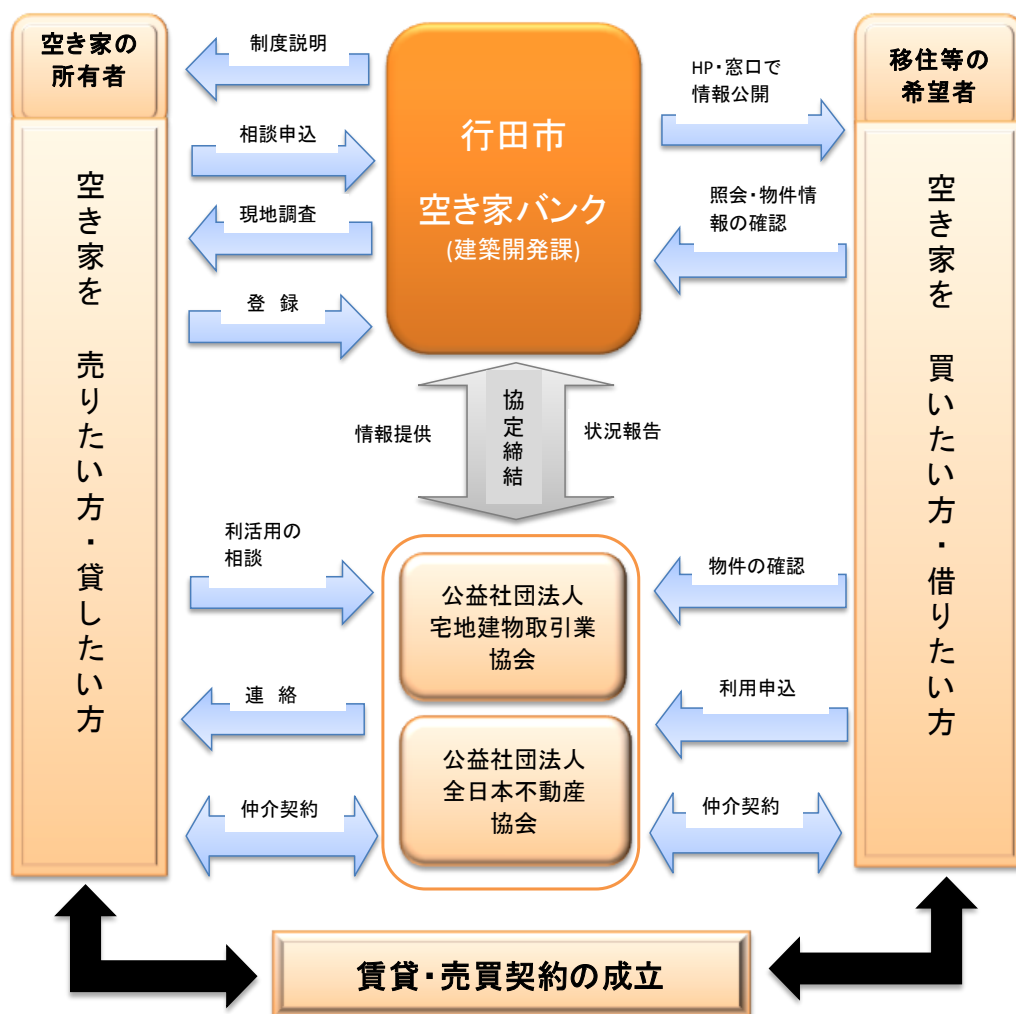 空き家の
所有者
空き家を 売りたい方・貸したい方
制度説明
相談申込
現地調査
登 録
行田市
空き家バンク
(建築開発課)
HP・窓口で
情報公開
照会・物件情
報の確認
移住等の
希望者
空き家を 買いたい方・借りたい方
情報提供
協定締結
状況報告
利活用の
相談
連 絡
仲介契約
公益社団法人
宅地建物取引業
協会
公益社団法人
全日本不動産
協会
物件の確認
利用申込
仲介契約
賃貸・売買契約の成立